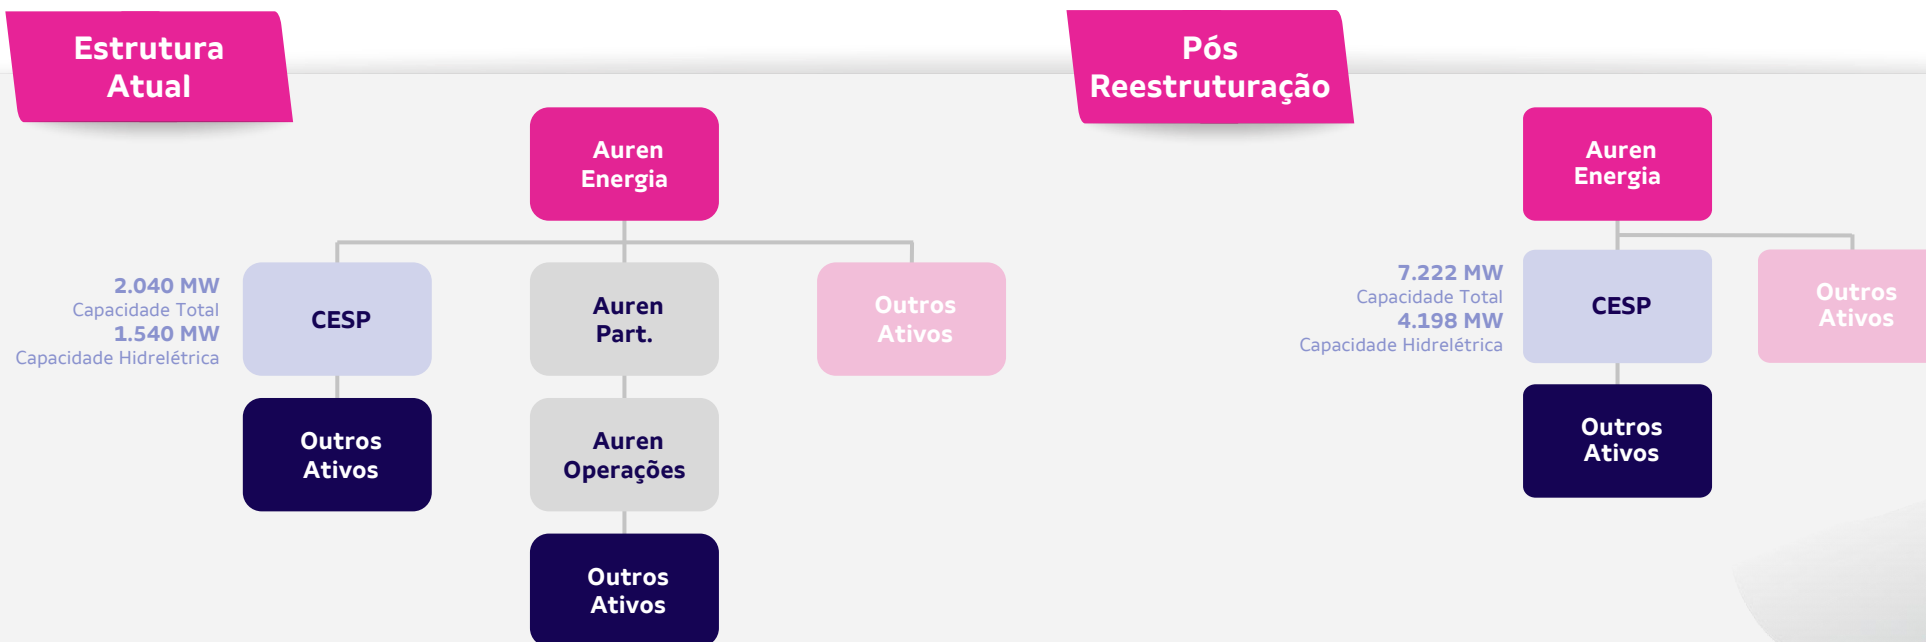 Estrutura
Atual
Auren
Energia
2.040 MW
Capacidade Total
1.540 MW
Capacidade Hidrelétrica
CESP
Auren
Part.
Outros
Ativos
Outros
Ativos
Auren
Operações
Outros
Ativos
Pós
Reestruturação
Auren
Energia
7.222 MW
Capacidade Total
4.198 MW
Capacidade Hidrelétrica
CESP
Outros
Ativos
Outros
Ativos